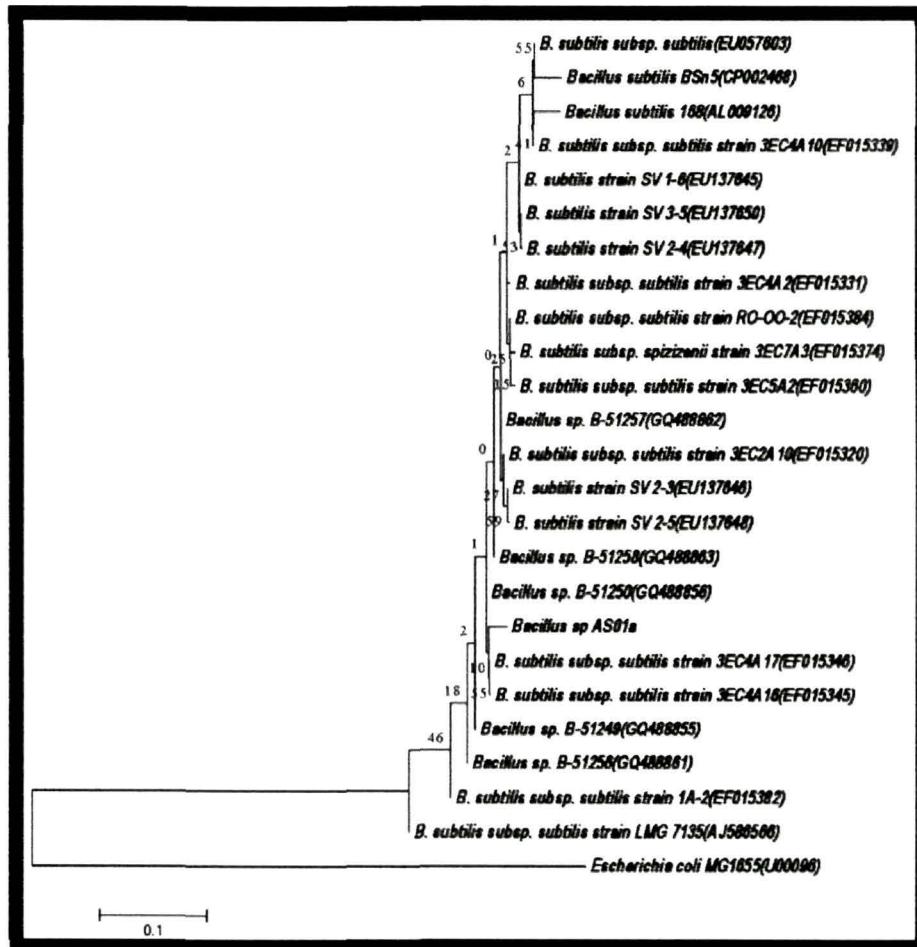 55 B. subtilis subsp. subtilis(EU057603)
Bacillus subtilis BSn5(CP002468)
6
Bacillus subtilis 168(AL009126)
B. subtilis subsp. subtilis strain 3EC4A10(EF015339)
2
B. subtilis strain SV 1-6(EU137645)
B. subtilis strain SV 3-5(EU137650)
1
B. subtilis strain SV 2-4(EU137647)
B. subtilis subsp. subtilis strain 3EC4A2(EF015331)
B. subtilis subsp. subtilis strain RO-OO-2(EF015384)
0
B. subtilis subsp. spizizenii strain 3EC7A3(EF015374)
B. subtilis subsp. subtilis strain 3EC5A2(EF015360)
Bacillus sp. B-51257(GQ488862)
0
B. subtilis subsp. subtilis strain 3EC2A10(EF015320)
27
B. subtilis strain SV 2-3(EU137646)
59
B. subtilis strain SV 2-5(EU137648)
1
Bacillus sp. B-51258(GQ488863)
Bacillus sp. B-51250(GQ488856)
2
Bacillus sp AS01a
10
B. subtilis subsp. subtilis strain 3EC4A17(EF015346)
18 55
B. subtilis subsp. subtilis strain 3EC4A16(EF015345)
Bacillus sp. B-51249(GQ488855)
46
Bacillus sp. B-51256(GQ488861)
B. subtilis subsp. subtilis strain 1A-2(EF015382)
B. subtilis subsp. subtilis strain LMG 7135(AJ586566)
Escherichia coli MG1655(U00096)
0.1